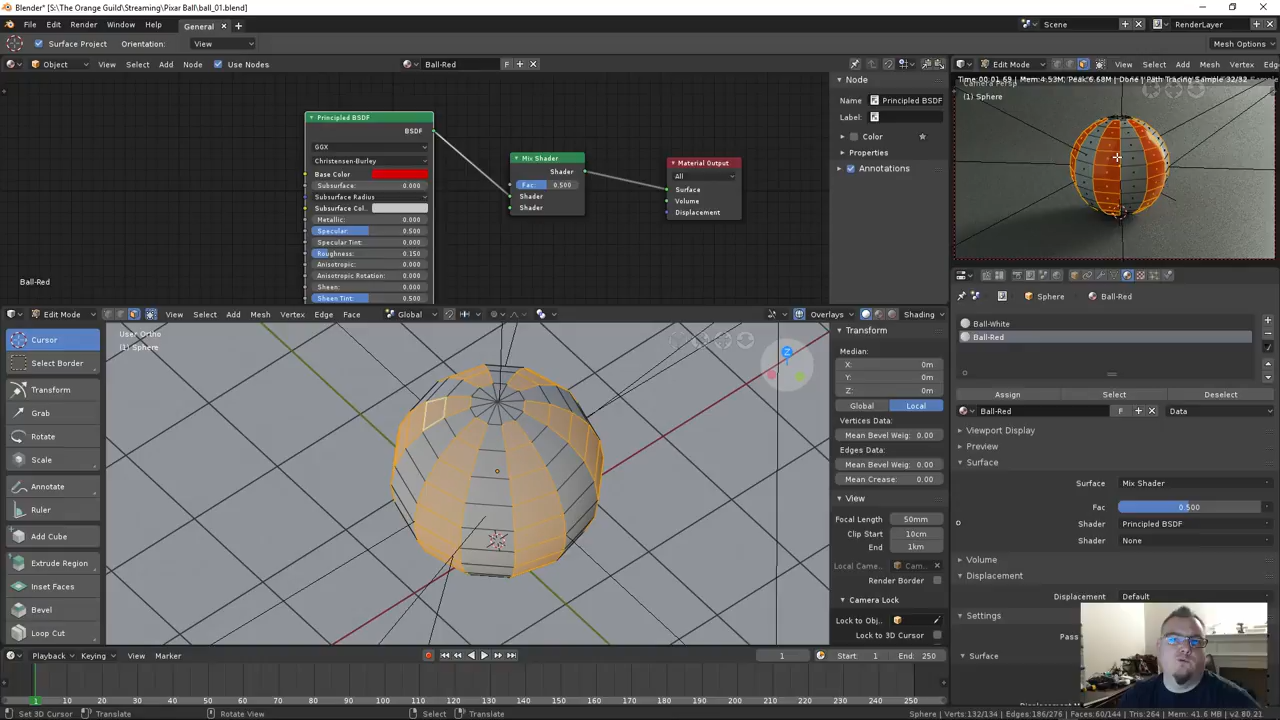 Blender* [S:\The Orange Guild\Streaming\Pixar Ball\ball_01.blend]
File Edit Render Window Help General Scene RenderLayer
Surface Project Orientation: View Mesh Options
Object View Select Add Node Use Nodes Ball-Red F Edit Mode View Select Add Mesh Vertex Edge
Time:00:01.69 | Mem:4.53M, Peak:6.68M | Done | Path Tracing Sample 32/32
Camera Persp
(1) Sphere
Principled BSDF
BSDF
GGX
Christensen-Burley
Base Color
Subsurface: 0.000
Subsurface Radius
Subsurface Col..
Metallic: 0.000
Specular: 0.500
Specular Tint: 0.000
Roughness: 0.150
Anisotropic: 0.000
Anisotropic Rotation: 0.000
Sheen: 0.000
Sheen Tint: 0.500
Mix Shader
Shader
Fac: 0.500
Shader
Shader
Material Output
All
Surface
Volume
Displacement
Node
Name Principled BSDF
Label:
Color
Properties
Annotations
Ball-Red
Edit Mode View Select Add Mesh Vertex Edge Face Global Overlays Shading
User Ortho
(1) Sphere
Cursor
Select Border
Transform
Grab
Rotate
Scale
Annotate
Ruler
Add Cube
Extrude Region
Inset Faces
Bevel
Loop Cut
Z
Transform
Median:
X: 0m
Y: 0m
Z: 0m
Global Local
Vertices Data:
Mean Bevel Weig: 0.00
Edges Data:
Mean Bevel Weig: 0.00
Mean Crease: 0.00
View
Focal Length 50mm
Clip Start 10cm
End 1km
Local Came.. Cam..
Render Border
Camera Lock
Lock to Obj..
Lock to 3D Cursor
Sphere Ball-Red
Ball-White
Ball-Red
Assign Select Deselect
Ball-Red F Data
Viewport Display
Preview
Surface
Surface Mix Shader
Fac 0.500
Shader Principled BSDF
Shader None
Volume
Displacement
Displacement Default
Settings
Pass
Surface
Playback Keying View Marker 1 Start: 1 End: 250
1 10 20 30 40 50 60 70 80 90 100 110 120 130 140 150 160 170 180 190 200 210 220 230 240 250
Set 3D Cursor Translate Rotate View Select Translate Sphere | Verts:132/134 | Edges:186/276 | Faces:60/144 | Tris:264 | Mem: 41.6 MB | v2.80.21